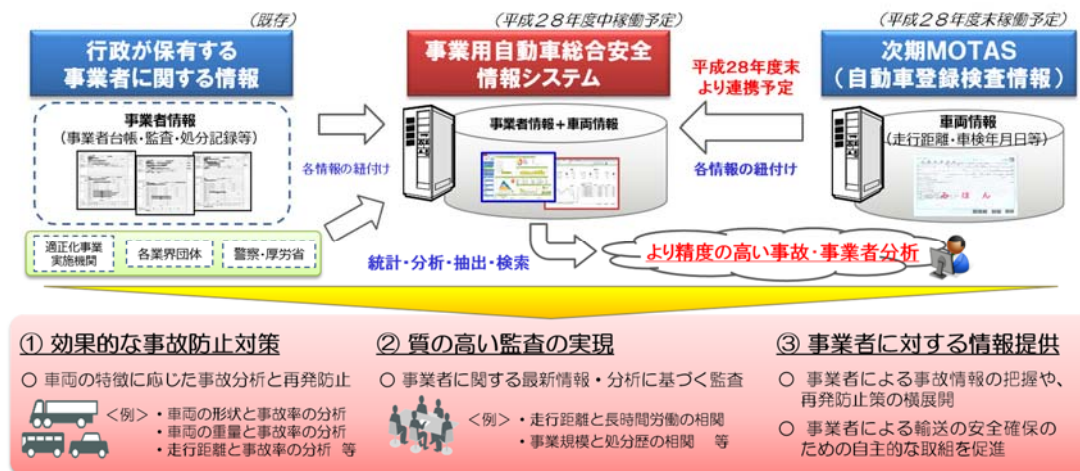 （既存）
（平成２８年度中稼働予定）
（平成２８年度末稼働予定）
行政が保有する
事業者に関する情報
事業用自動車総合安全
情報システム
次期MOTAS
（自動車登録検査情報）
平成28年度末
より連携予定
事業者情報
（事業者台帳・監査・処分記録等）
各情報の紐付け
事業者情報＋車両情報
各情報の紐付け
車両情報
（走行距離・車検年月日等）
みほん
適正化事業
実施機関
各業界団体
警察・厚労省
統計・分析・抽出・検索
より精度の高い事故・事業者分析
① 効果的な事故防止対策
○ 車両の特徴に応じた事故分析と再発防止
＜例＞ ・車両の形状と事故率の分析
・車両の重量と事故率の分析
・走行距離と事故率の分析 等
② 質の高い監査の実現
○ 事業者に関する最新情報・分析に基づく監査
＜例＞ ・走行距離と長時間労働の相関
・事業規模と処分歴の相関 等
③ 事業者に対する情報提供
○ 事業者による事故情報の把握や、
再発防止策の横展開
○ 事業者による輸送の安全確保の
ための自主的な取組を促進